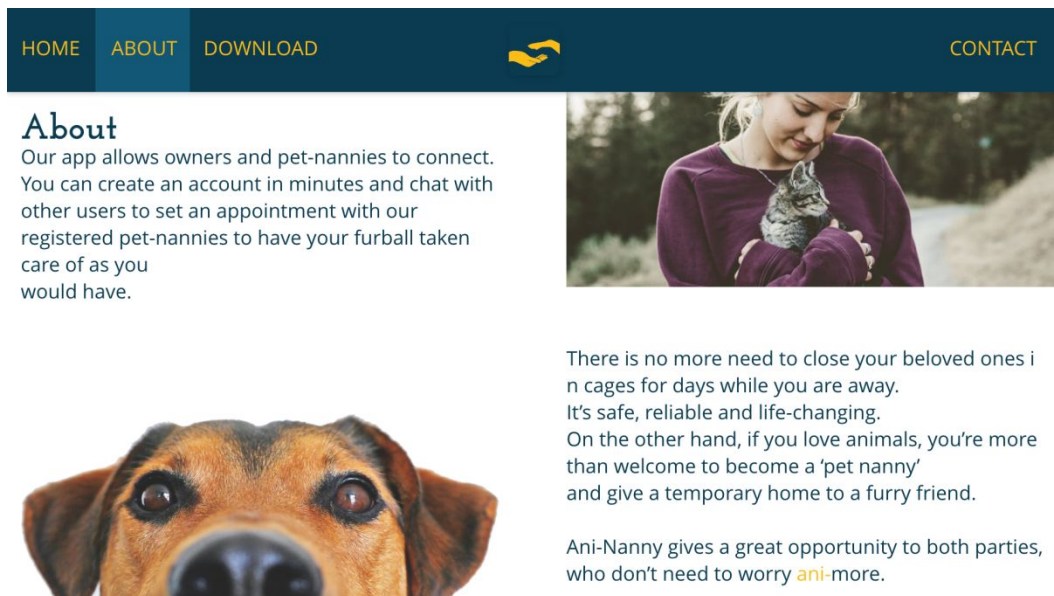 HOME ABOUT DOWNLOAD CONTACT
About
Our app allows owners and pet-nannies to connect.
You can create an account in minutes and chat with
other users to set an appointment with our
registered pet-nannies to have your furball taken
care of as you
would have.
There is no more need to close your beloved ones i
n cages for days while you are away.
It’s safe, reliable and life-changing.
On the other hand, if you love animals, you’re more
than welcome to become a ‘pet nanny’
and give a temporary home to a furry friend.
Ani-Nanny gives a great opportunity to both parties,
who don’t need to worry ani-more.